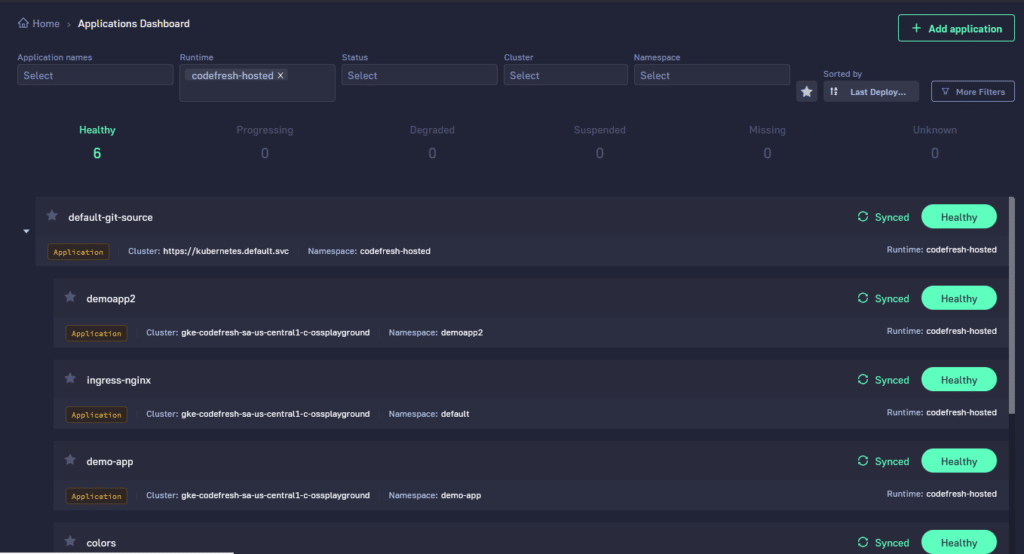 Home > Applications Dashboard
+ Add application
Application names Runtime Status Cluster Namespace
Select codefresh-hosted X Select Select Select
Sorted by
Last Deploy... More Filters
Healthy Progressing Degraded Suspended Missing Unknown
6 0 0 0 0 0
default-git-source Synced Healthy
Application Cluster: https://kubernetes.default.svc Namespace: codefresh-hosted Runtime: codefresh-hosted
demoapp2 Synced Healthy
Application Cluster: gke-codefresh-sa-us-central1-c-ossplayground Namespace: demoapp2 Runtime: codefresh-hosted
ingress-nginx Synced Healthy
Application Cluster: gke-codefresh-sa-us-central1-c-ossplayground Namespace: default Runtime: codefresh-hosted
demo-app Synced Healthy
Application Cluster: gke-codefresh-sa-us-central1-c-ossplayground Namespace: demo-app Runtime: codefresh-hosted
colors Synced Healthy